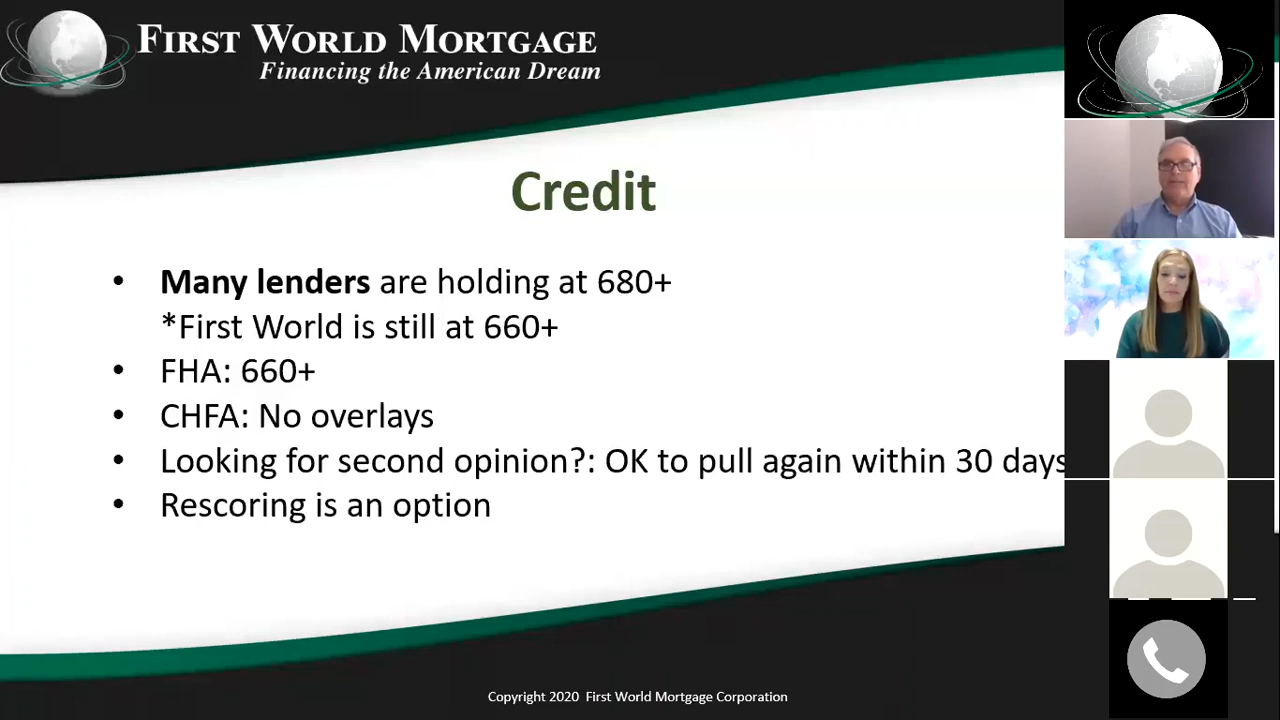 FIRST WORLD MORTGAGE
Financing the American Dream
Credit
• Many lenders are holding at 680+
*First World is still at 660+
• FHA: 660+
• CHFA: No overlays
• Looking for second opinion?: OK to pull again within 30 days
• Rescoring is an option
Copyright 2020 First World Mortgage Corporation